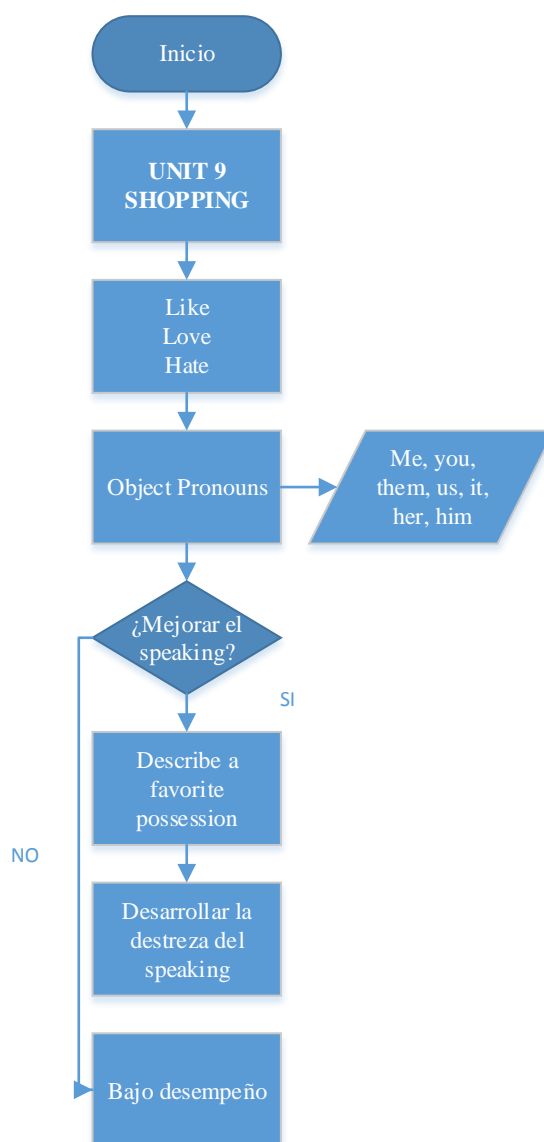 Inicio
UNIT 9
SHOPPING
Like
Love
Hate
Object Pronouns
Me, you,
them, us, it,
her, him
¿Mejorar el
speaking?
SI
Describe a
favorite
possession
NO
Desarrollar la
destreza del
speaking
Bajo desempeño